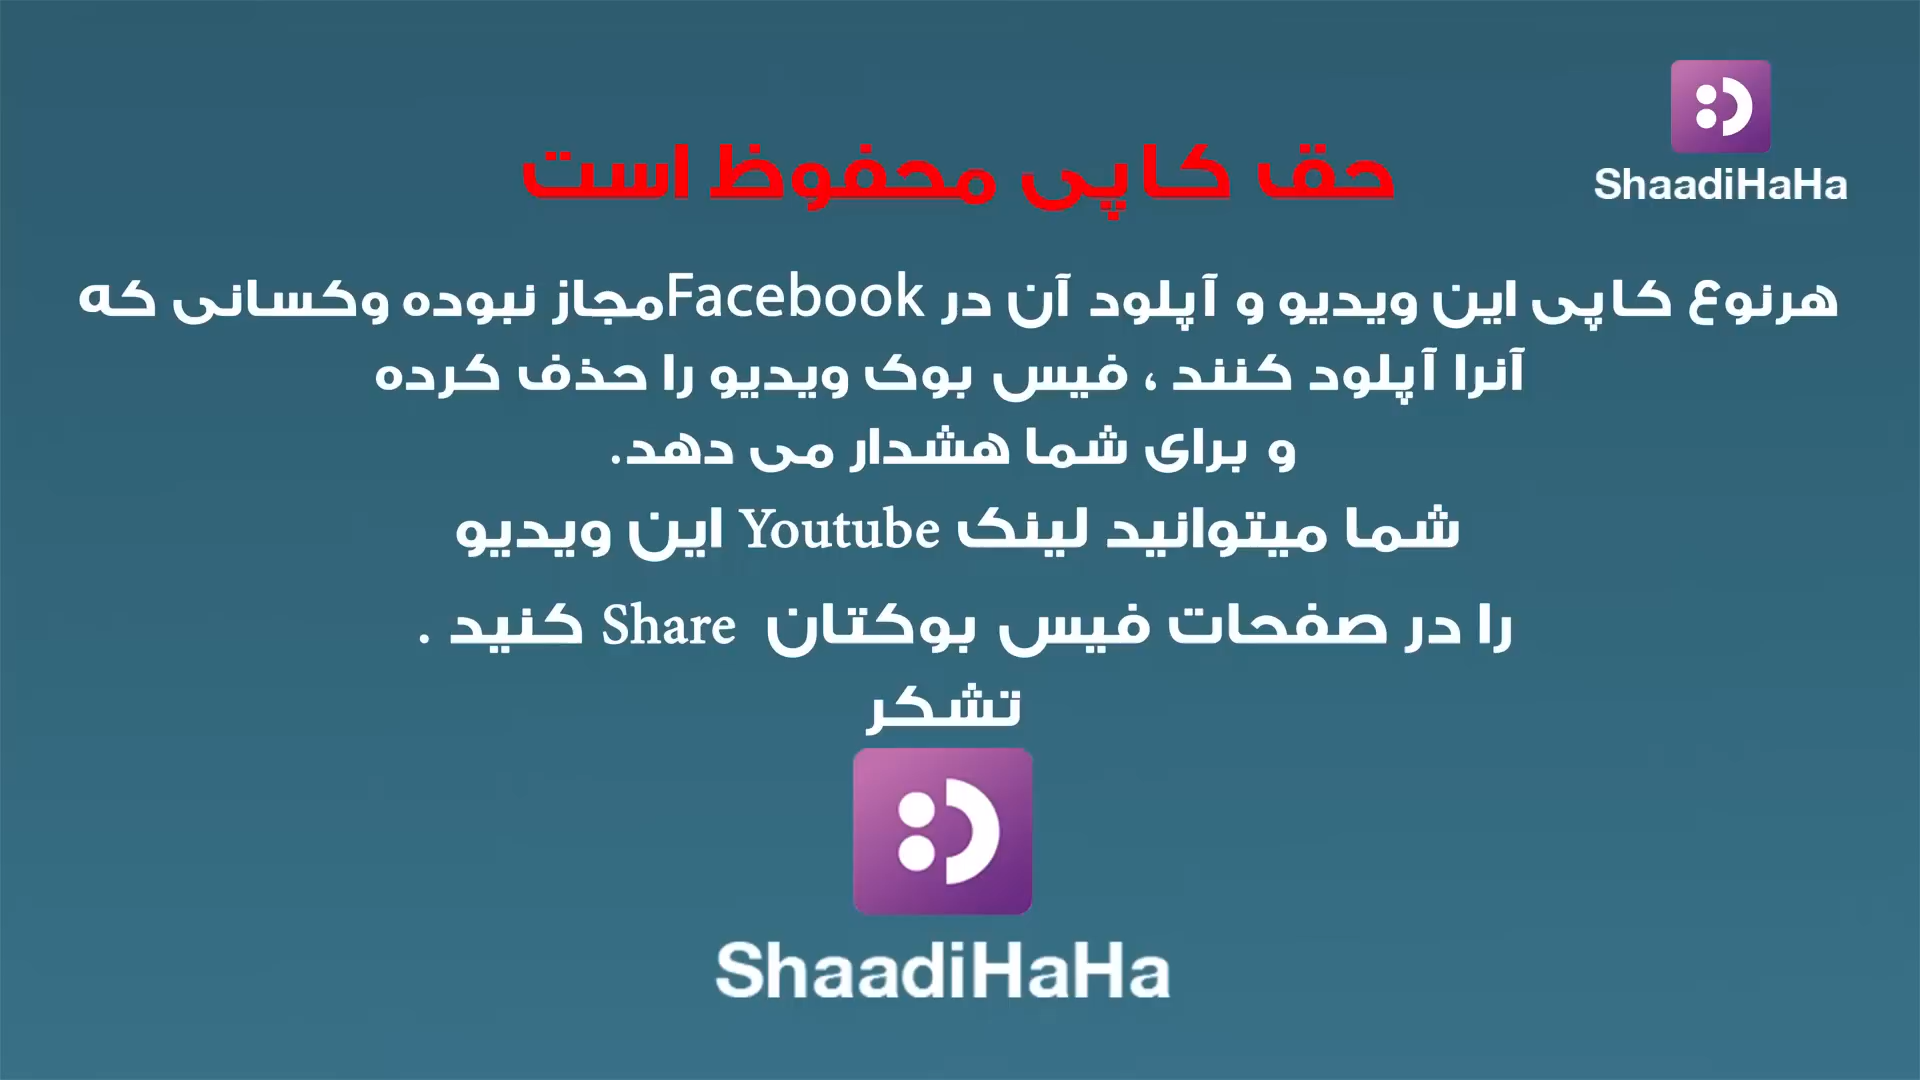 ShaadiHaHa
حق کاپی محفوظ است
هرنوع کاپی این ویدیو و آپلود آن در Facebookمجاز نبوده وکسانی که
آنرا آپلود کنند ، فیس بوک ویدیو را حذف کرده
و برای شما هشدار می دهد.
شما میتوانید لینک Youtube این ویدیو
را در صفحات فیس بوکتان Share کنید .
تشکر
ShaadiHaHa